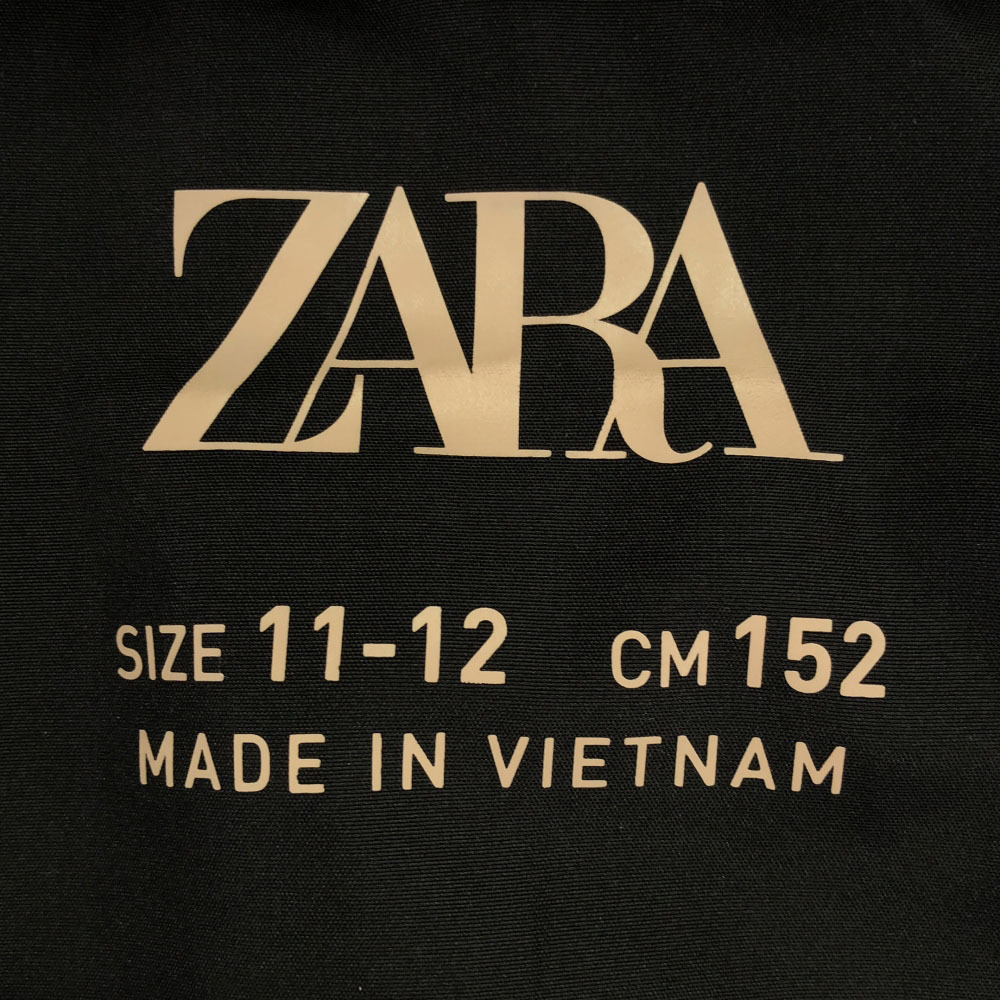 ZARA
SIZE 11-12 CM 152
MADE IN VIETNAM